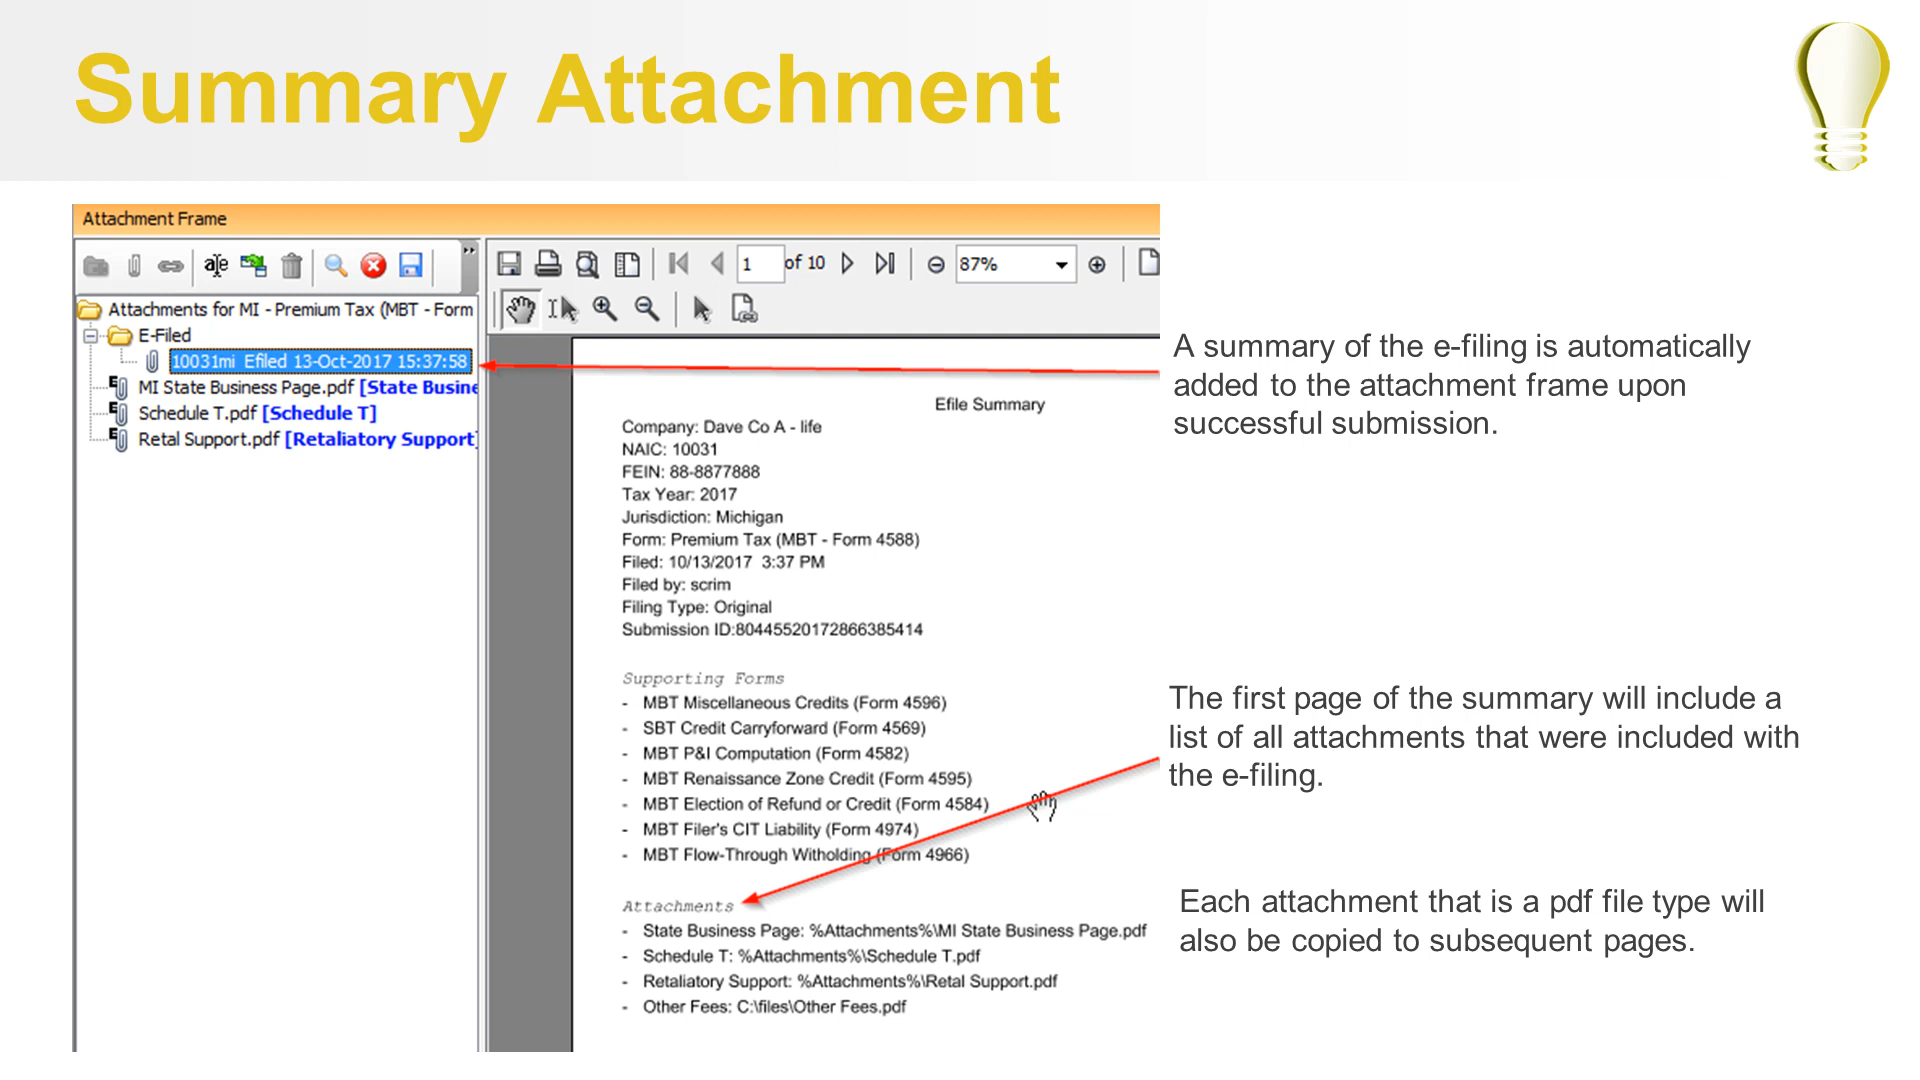 Summary Attachment
Attachment Frame
1 of 10 87%
Attachments for MI - Premium Tax (MBT - Form
E-Filed
10031mi Efiled 13-Oct-2017 15:37:58
MI State Business Page.pdf [State Busine
Schedule T.pdf [Schedule T]
Retal Support.pdf [Retaliatory Support]
Efile Summary
Company: Dave Co A - life
NAIC: 10031
FEIN: 88-8877888
Tax Year: 2017
Jurisdiction: Michigan
Form: Premium Tax (MBT - Form 4588)
Filed: 10/13/2017 3:37 PM
Filed by: scrim
Filing Type: Original
Submission ID:80445520172866385414
Supporting Forms
- MBT Miscellaneous Credits (Form 4596)
- SBT Credit Carryforward (Form 4569)
- MBT P&I Computation (Form 4582)
- MBT Renaissance Zone Credit (Form 4595)
- MBT Election of Refund or Credit (Form 4584)
- MBT Filer's CIT Liability (Form 4974)
- MBT Flow-Through Witholding (Form 4966)
Attachments
- State Business Page: %Attachments%\MI State Business Page.pdf
- Schedule T: %Attachments%\Schedule T.pdf
- Retaliatory Support: %Attachments%\Retal Support.pdf
- Other Fees: C:\files\Other Fees.pdf
A summary of the e-filing is automatically
added to the attachment frame upon
successful submission.
The first page of the summary will include a
list of all attachments that were included with
the e-filing.
Each attachment that is a pdf file type will
also be copied to subsequent pages.